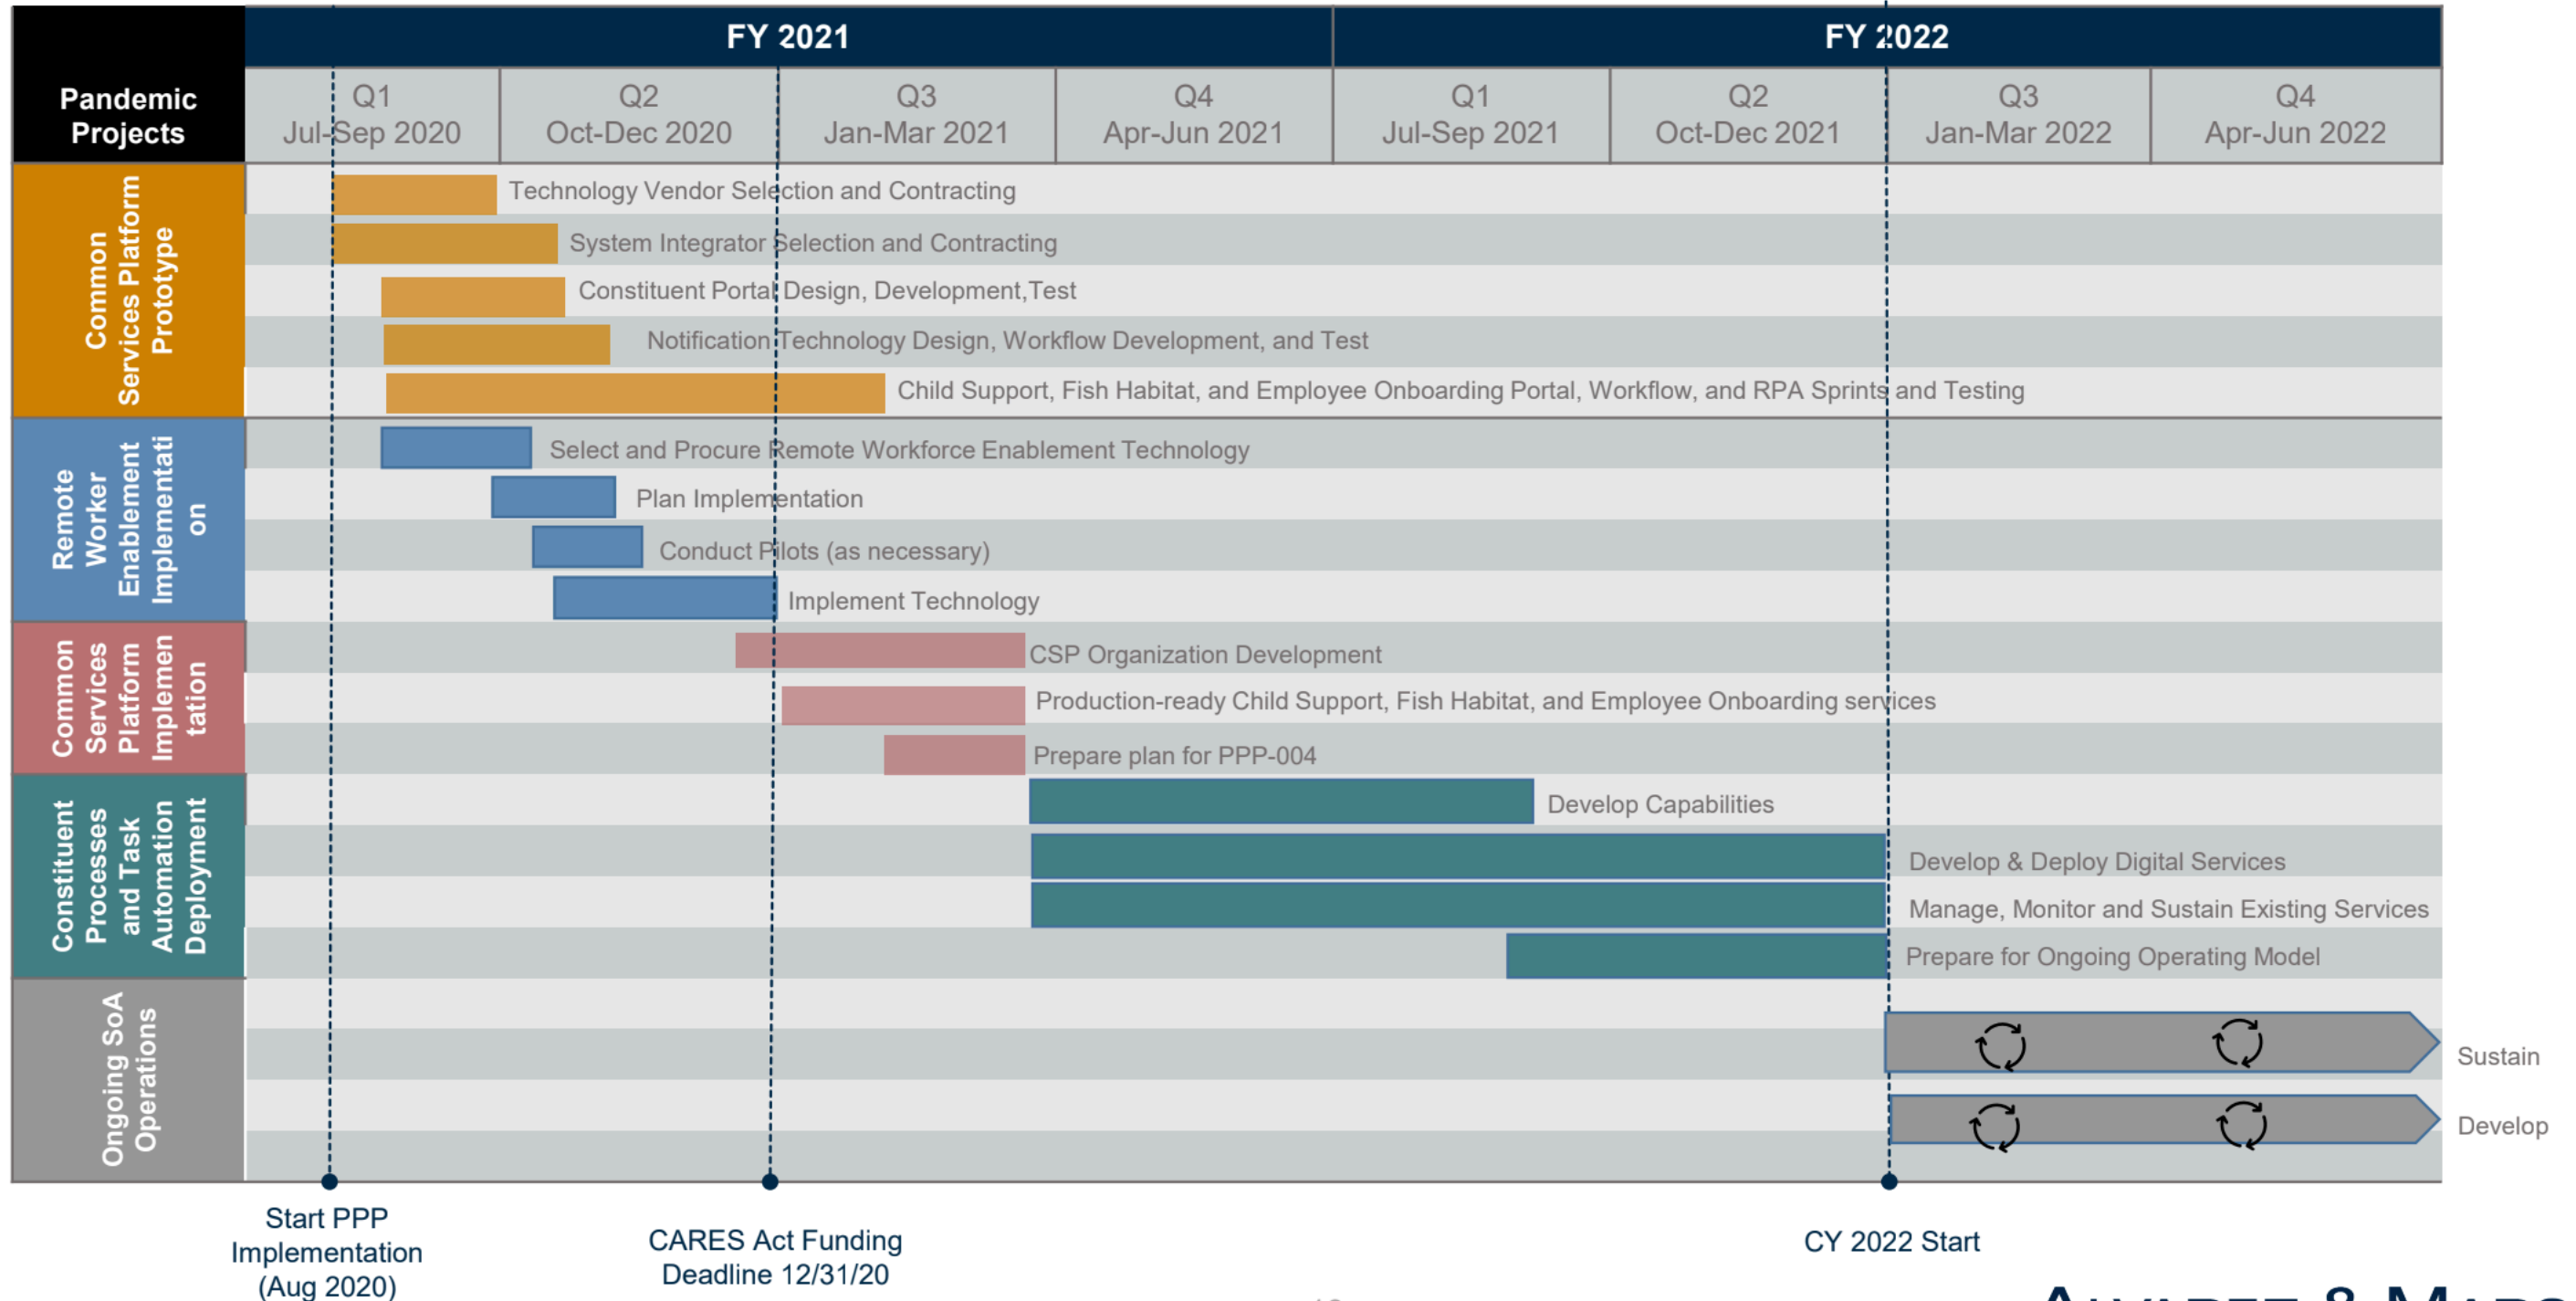 FY 2021
FY 2022
Pandemic
Projects
Q1
Jul-Sep 2020
Q2
Oct-Dec 2020
Q3
Jan-Mar 2021
Q4
Apr-Jun 2021
Q1
Jul-Sep 2021
Q2
Oct-Dec 2021
Q3
Jan-Mar 2022
Q4
Apr-Jun 2022
Common
Services Platform
Prototype
Technology Vendor Selection and Contracting
System Integrator Selection and Contracting
Constituent Portal Design, Development,Test
Notification Technology Design, Workflow Development, and Test
Child Support, Fish Habitat, and Employee Onboarding Portal, Workflow, and RPA Sprints and Testing
Remote
Worker
Enablement
Implementati
on
Select and Procure Remote Workforce Enablement Technology
Plan Implementation
Conduct Pilots (as necessary)
Implement Technology
Common
Services
Platform
Implemen
tation
CSP Organization Development
Production-ready Child Support, Fish Habitat, and Employee Onboarding services
Prepare plan for PPP-004
Constituent
Processes
and Task
Automation
Deployment
Develop Capabilities
Develop & Deploy Digital Services
Manage, Monitor and Sustain Existing Services
Prepare for Ongoing Operating Model
Ongoing SoA
Operations
Sustain
Develop
Start PPP
Implementation
(Aug 2020)
CARES Act Funding
Deadline 12/31/20
CY 2022 Start